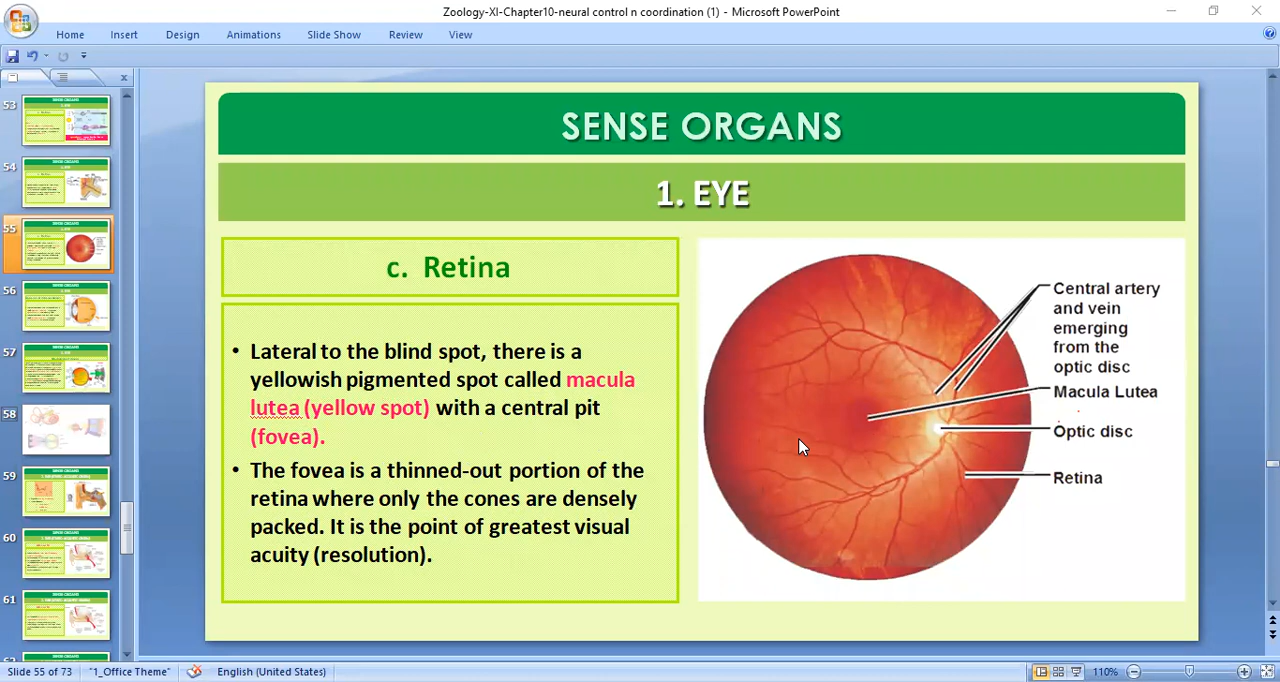 Zoology-XI-Chapter10-neural control n coordination (1) - Microsoft PowerPoint
Home Insert Design Animations Slide Show Review View
53
54
55
56
57
58
59
60
61
SENSE ORGANS
1. EYE
c. Retina
• Lateral to the blind spot, there is a
yellowish pigmented spot called macula
lutea (yellow spot) with a central pit
(fovea).
• The fovea is a thinned-out portion of the
retina where only the cones are densely
packed. It is the point of greatest visual
acuity (resolution).
Central artery
and vein
emerging
from the
optic disc
Macula Lutea
Optic disc
Retina
Slide 55 of 73 "1_Office Theme" English (United States) 110%